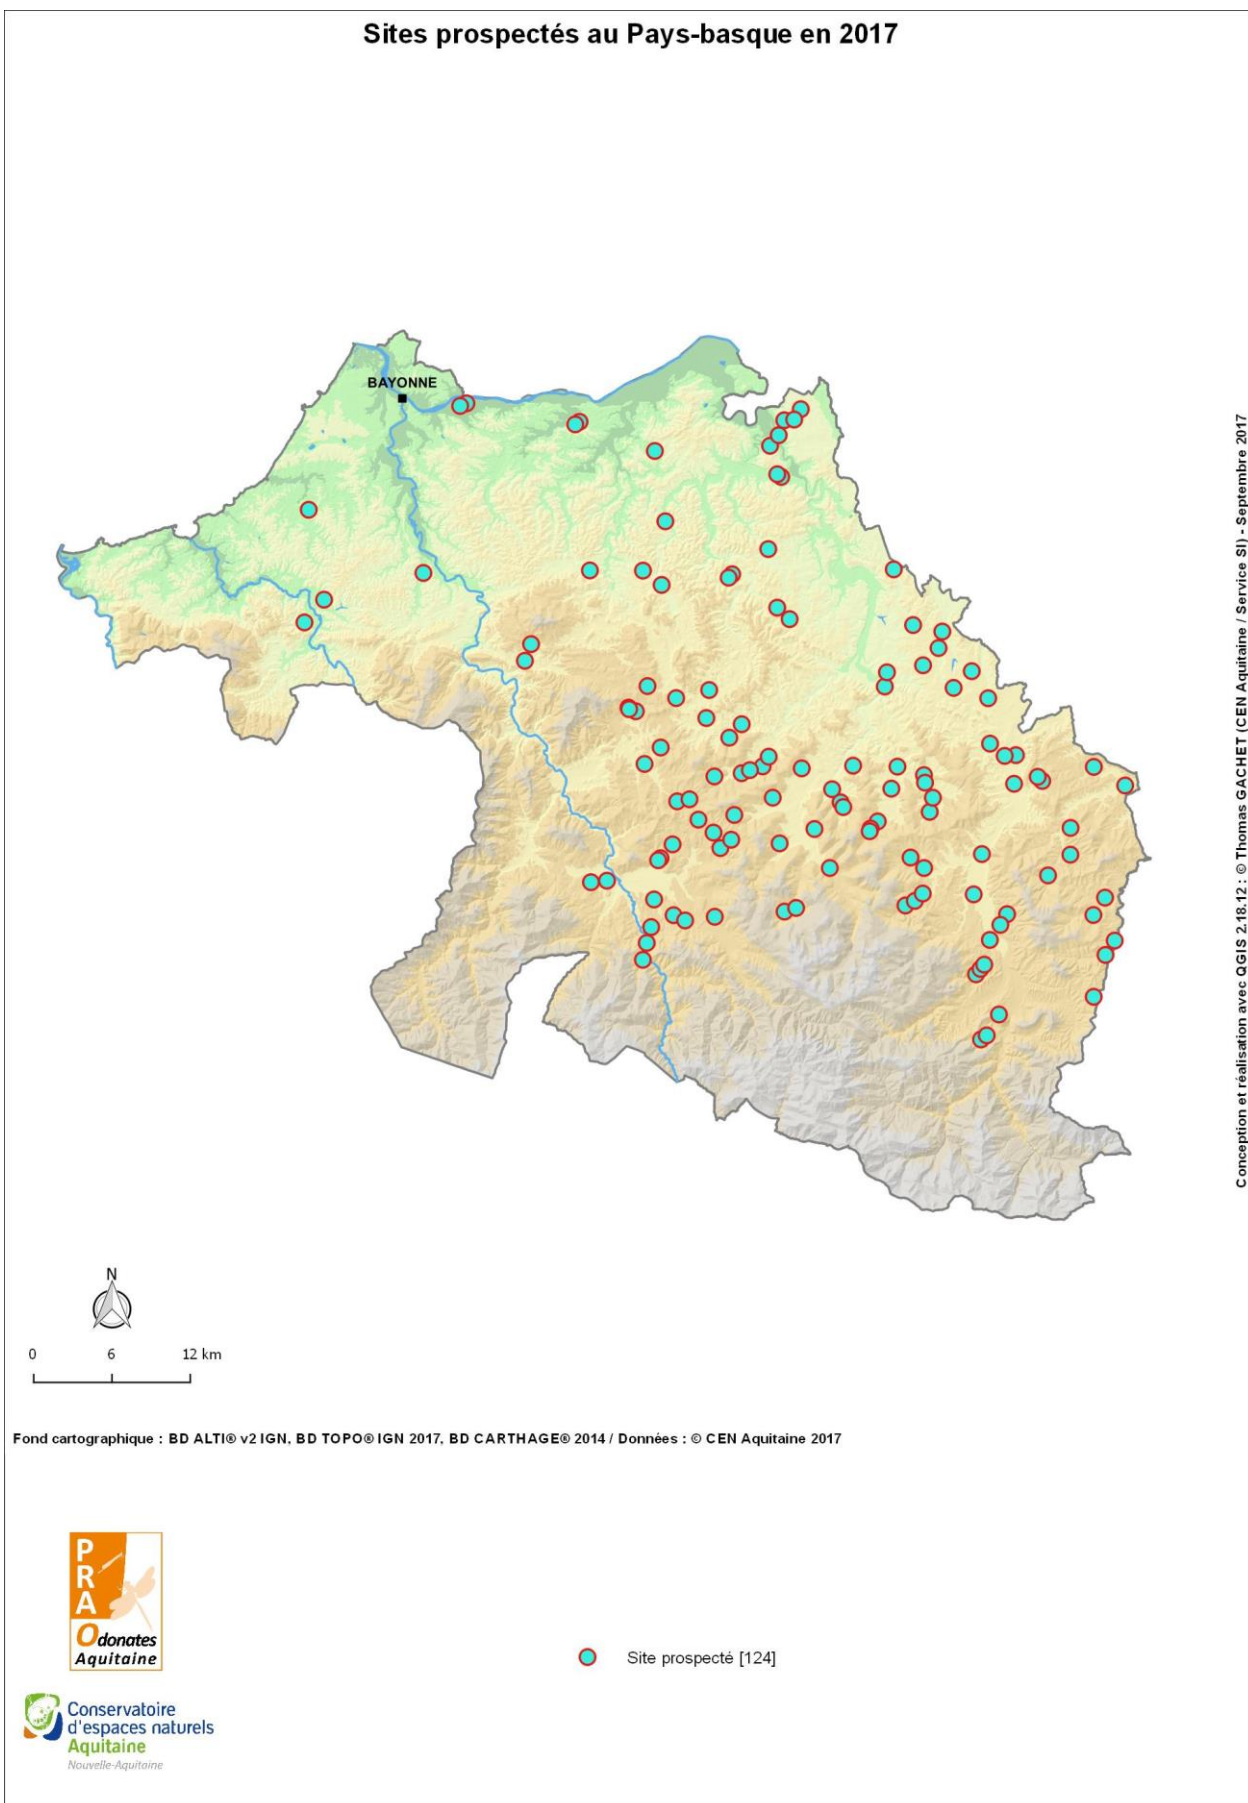 Sites prospectés au Pays-basque en 2017
BAYONNE
Conception et réalisation avec QGIS 2.18.12 : © Thomas GACHET (CEN Aquitaine / Service SI) - Septembre 2017
N
0 6 12 km
Fond cartographique : BD ALTI® v2 IGN, BD TOPO® IGN 2017, BD CARTHAGE® 2014 / Données : © CEN Aquitaine 2017
P
R
A
Odonates
Aquitaine
Site prospecté [124]
Conservatoire
d'espaces naturels
Aquitaine
Nouvelle-Aquitaine